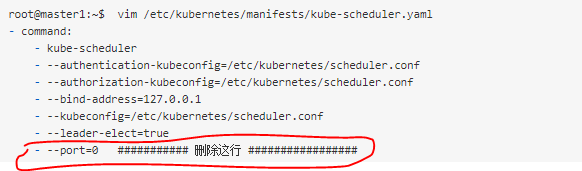 root@master1:~$ vim /etc/kubernetes/manifests/kube-scheduler.yaml
- command:
- kube-scheduler
- --authentication-kubeconfig=/etc/kubernetes/scheduler.conf
- --authorization-kubeconfig=/etc/kubernetes/scheduler.conf
- --bind-address=127.0.0.1
- --kubeconfig=/etc/kubernetes/scheduler.conf
- --leader-elect=true
- --port=0 ########### 删除这行 #################